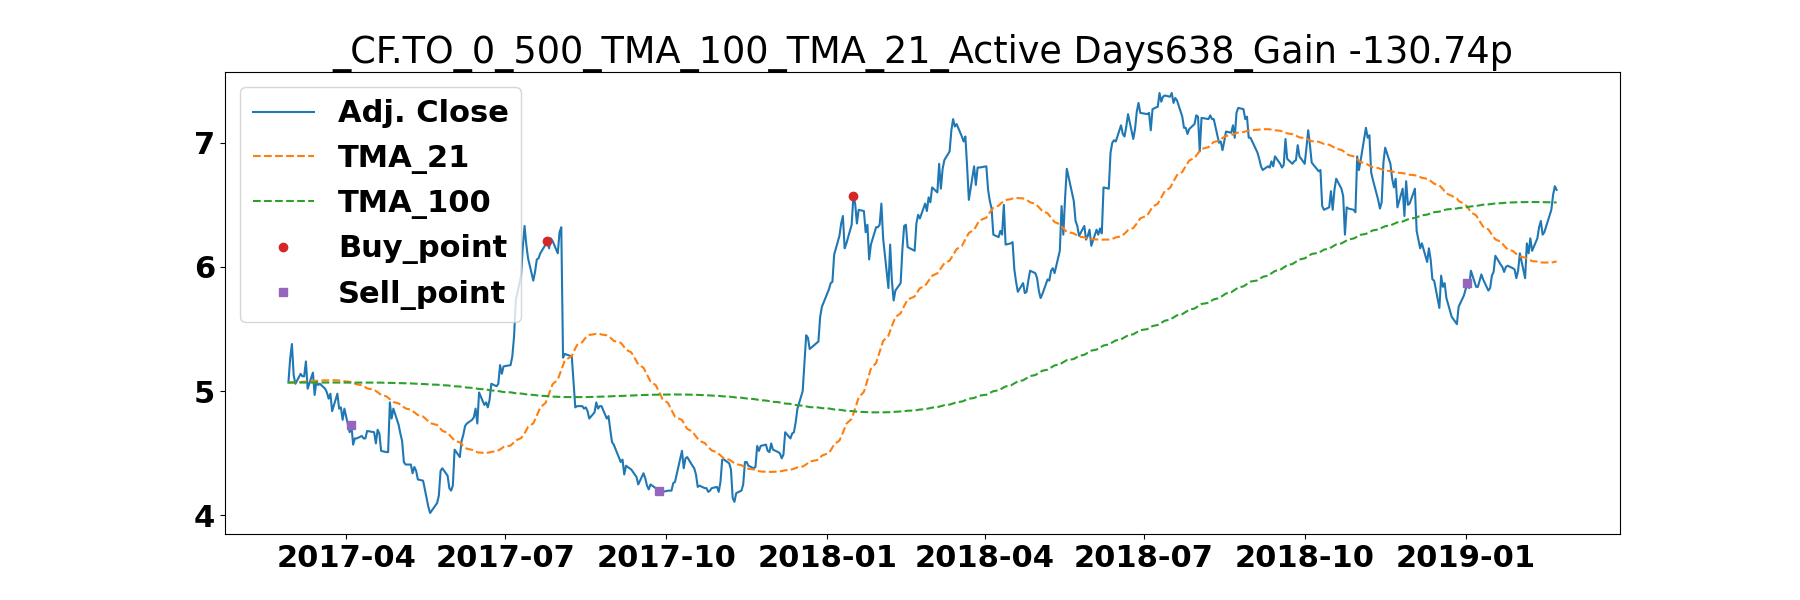 _CF.TO_0_500_TMA_100_TMA_21_Active Days638_Gain -130.74p
Adj. Close
TMA_21
TMA_100
Buy_point
Sell_point
7
6
5
4
2017-04 2017-07 2017-10 2018-01 2018-04 2018-07 2018-10 2019-01